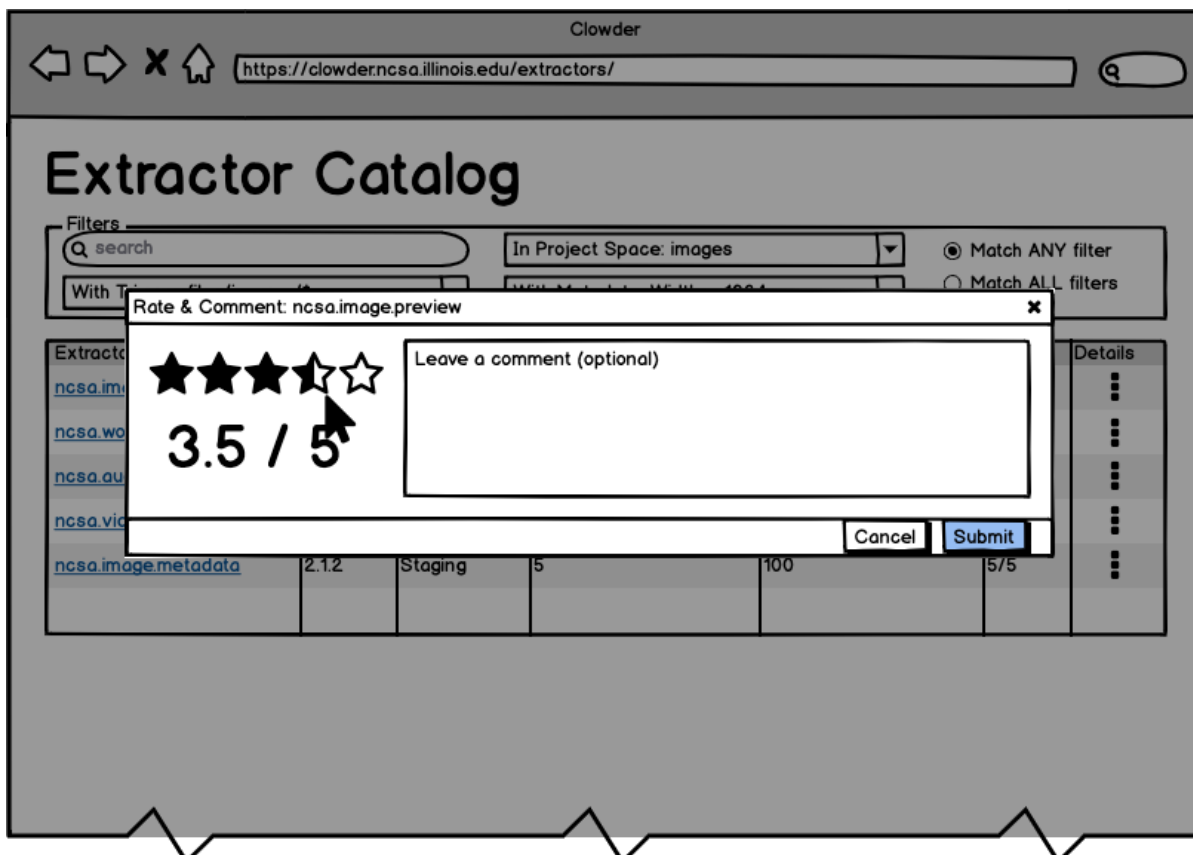 Clowder
https://clowder.ncsa.illinois.edu/extractors/
Extractor Catalog
Filters
search
In Project Space: images
Match ANY filter
With
Match ALL filters
Rate & Comment: ncsa.image.preview
Details
Leave a comment (optional)
3.5 / 5
Cancel
Submit
ncsa.image.metadata 2.1.2 Staging 5 100 5/5